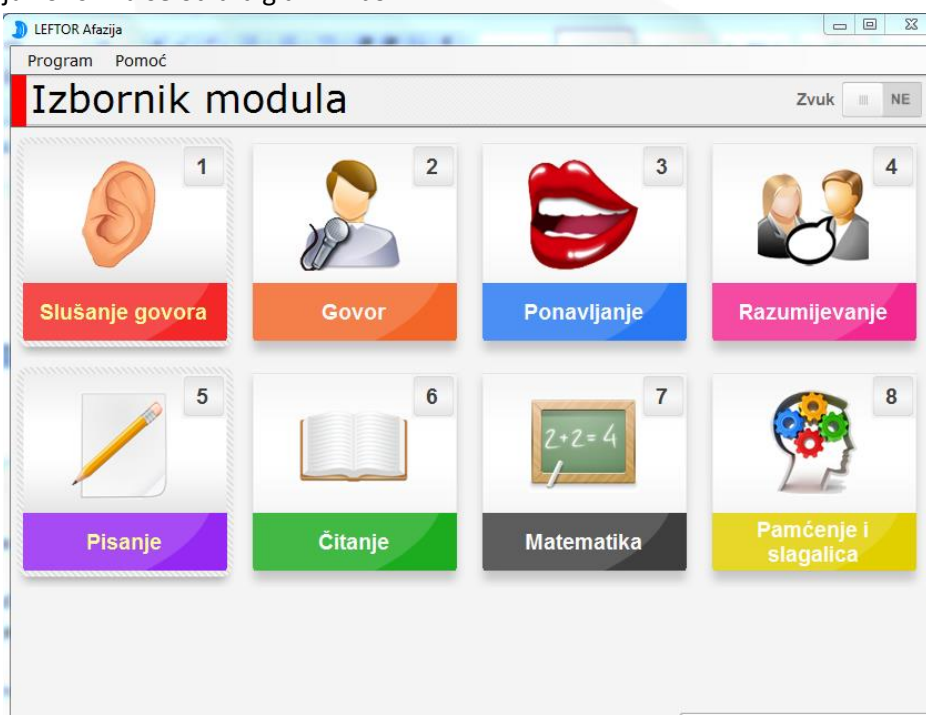 LEFTOR Afazija
Program Pomoć
Izbornik modula
Zvuk NE
1
2
3
4
Slušanje govora
Govor
Ponavljanje
Razumijevanje
5
6
7
8
2+2=4
Pisanje
Čitanje
Matematika
Pamćenje i
slagalica